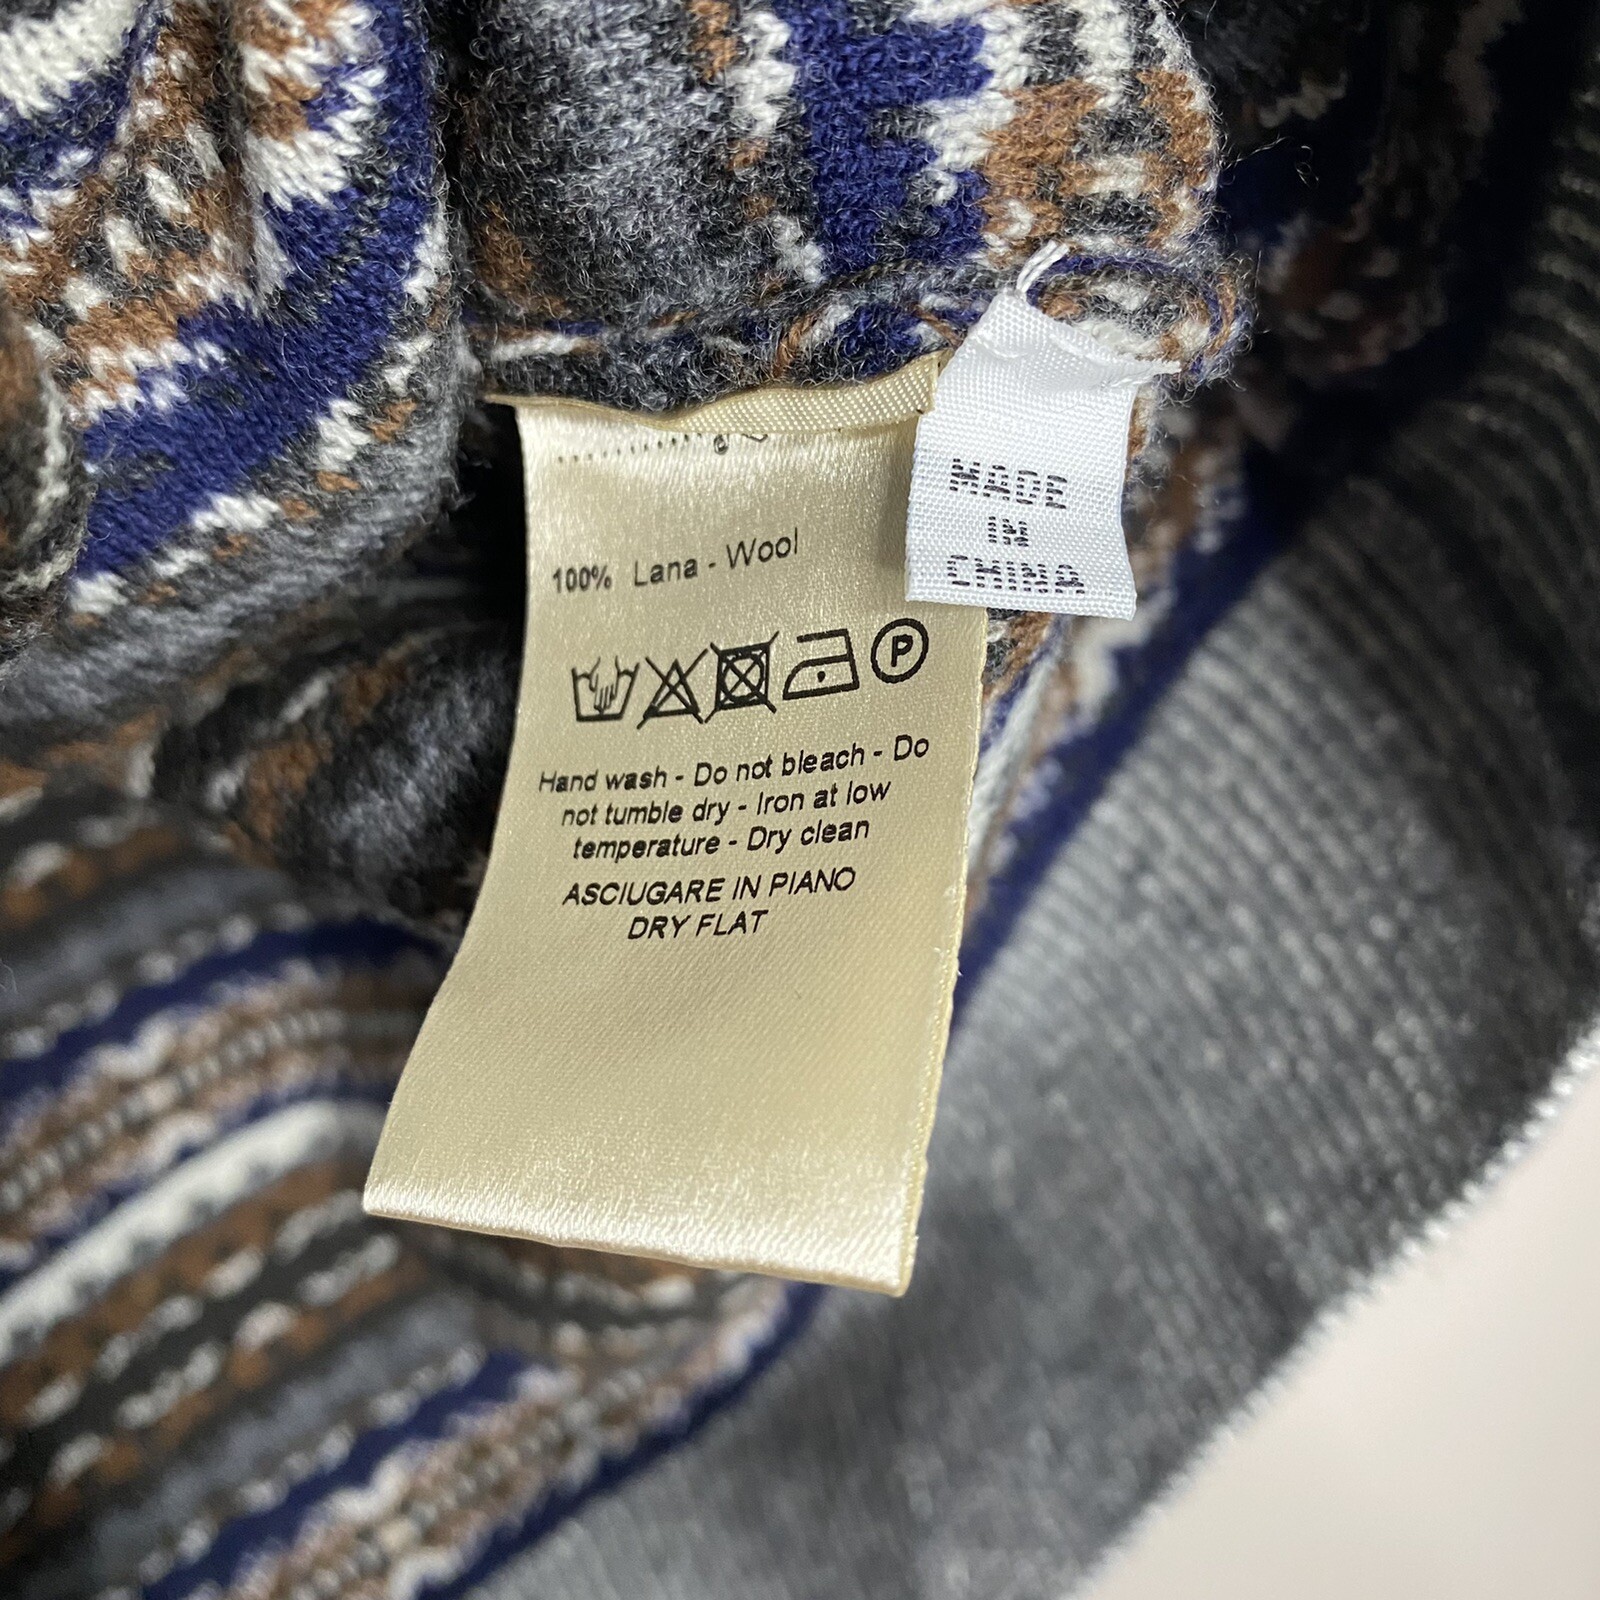 MADE
IN
CHINA
100% Lana - Wool
P
Hand wash - Do not bleach - Do
not tumble dry - Iron at low
temperature - Dry clean
ASCIUGARE IN PIANO
DRY FLAT